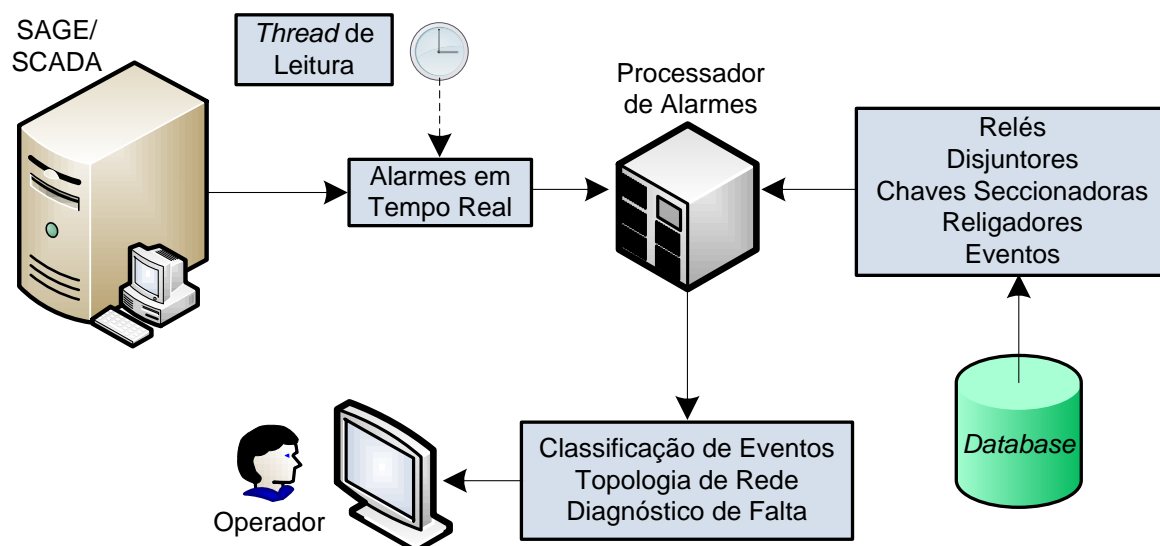 SAGE/
SCADA
Thread de
Leitura
Alarmes em
Tempo Real
Processador
de Alarmes
Relés
Disjuntores
Chaves Seccionadoras
Religadores
Eventos
Database
Classificação de Eventos
Topologia de Rede
Diagnóstico de Falta
Operador